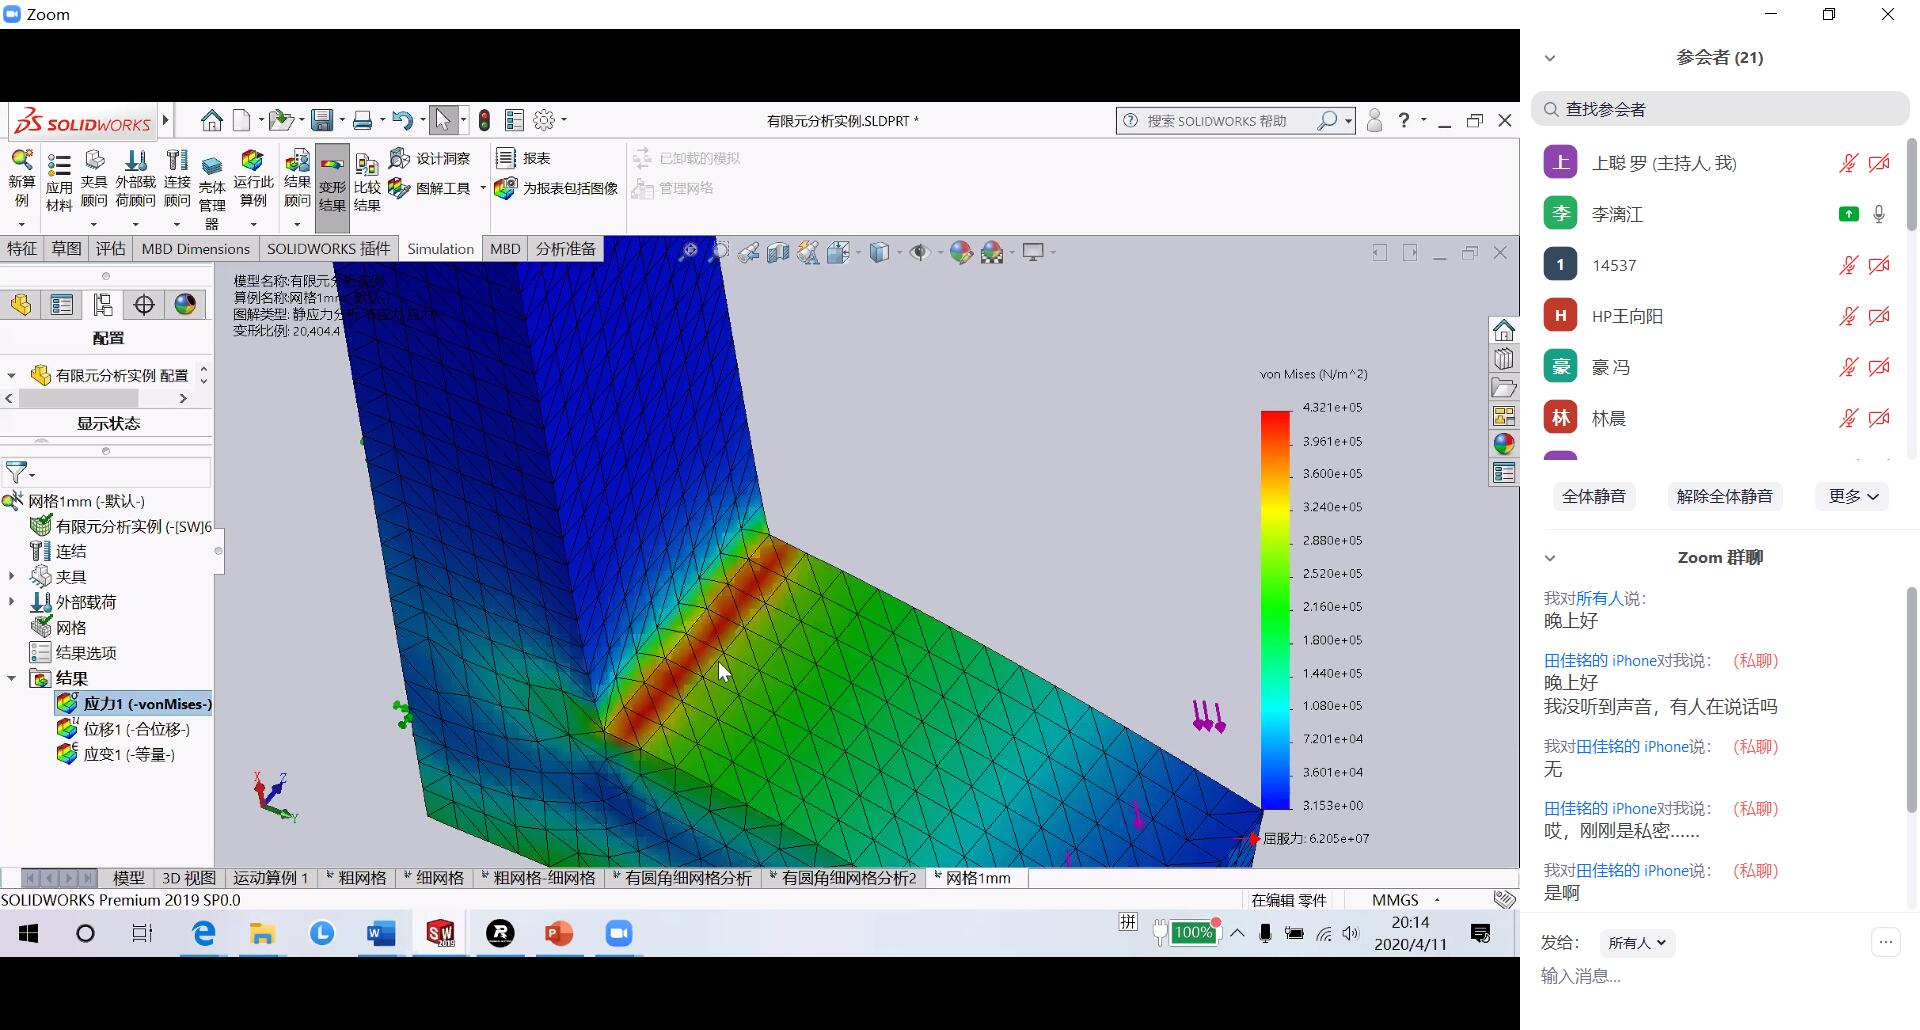 Zoom
SOLIDWORKS
有限元分析实例.SLDPRT *
搜索 SOLIDWORKS 帮助
新算例
应用材料
夹具顾问
外部载荷顾问
连接顾问
壳体管理器
运行此算例
结果顾问
变形结果
比较结果
设计洞察
图解工具
报表
为报表包括图像
已卸载的模拟
管理网络
特征
草图
评估
MBD Dimensions
SOLIDWORKS 插件
Simulation
MBD
分析准备
配置
有限元分析实例 配置
显示状态
网格1mm (-默认-)
有限元分析实例 (-[SW]6
连结
夹具
外部载荷
网格
结果选项
结果
应力1 (-vonMises-)
位移1 (-合位移-)
应变1 (-等量-)
模型名称:有限元分析实例
算例名称:网格1mm(-默认-)
图解类型: 静应力分析
变形比例: 20,404.4
von Mises (N/m^2)
4.321e+05
3.961e+05
3.600e+05
3.240e+05
2.880e+05
2.520e+05
2.160e+05
1.800e+05
1.440e+05
1.080e+05
7.201e+04
3.601e+04
3.153e+00
屈服力: 6.205e+07
X
Z
Y
模型
3D 视图
运动算例 1
粗网格
细网格
粗网格-细网格
有圆角细网格分析
有圆角细网格分析2
网格1mm
SOLIDWORKS Premium 2019 SP0.0
在编辑 零件
MMGS
拼
100%
20:14
2020/4/11
参会者 (21)
查找参会者
上 上聪 罗 (主持人, 我)
李 李漓江
1 14537
H HP王向阳
豪 豪 冯
林 林晨
全体静音
解除全体静音
更多
Zoom 群聊
我对所有人说：
晚上好
田佳铭的 iPhone对我说： (私聊)
晚上好
我没听到声音，有人在说话吗
我对田佳铭的 iPhone说： (私聊)
无
田佳铭的 iPhone对我说： (私聊)
哎，刚刚是私密......
我对田佳铭的 iPhone说： (私聊)
是啊
发给：
所有人
输入消息...